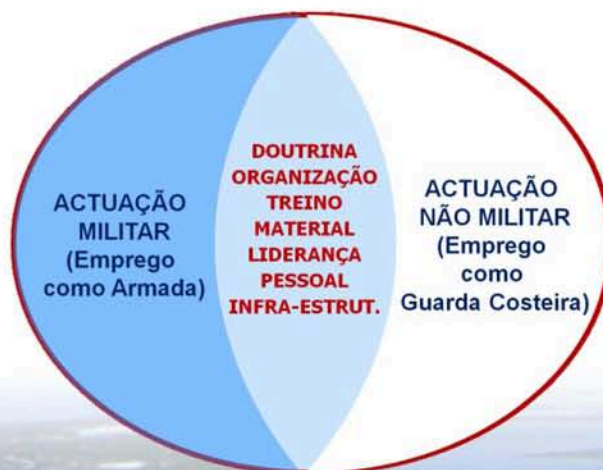 ACTUAÇÃO
MILITAR
(Emprego
como Armada)
DOUTRINA
ORGANIZAÇÃO
TREINO
MATERIAL
LIDERANÇA
PESSOAL
INFRA-ESTRUT.
ACTUAÇÃO
NÃO MILITAR
(Emprego
como
Guarda Costeira)